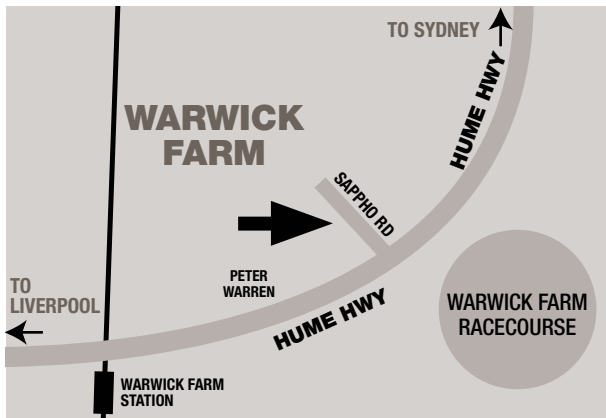 TO SYDNEY
HUME HWY
WARWICK
FARM
SAPPHO RD
PETER
WARREN
TO
LIVERPOOL
HUME HWY
WARWICK FARM
RACECOURSE
WARWICK FARM
STATION